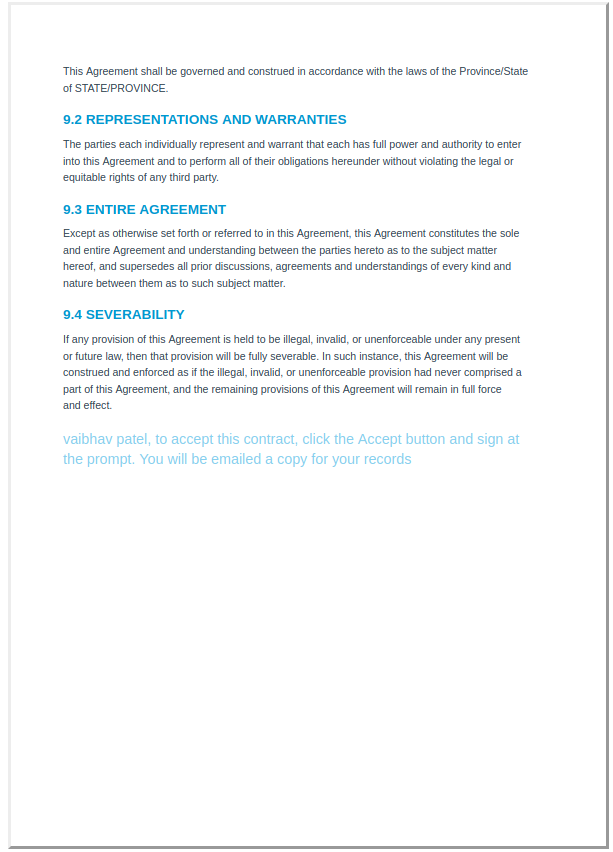 This Agreement shall be governed and construed in accordance with the laws of the Province/State
of STATE/PROVINCE.
9.2 REPRESENTATIONS AND WARRANTIES
The parties each individually represent and warrant that each has full power and authority to enter
into this Agreement and to perform all of their obligations hereunder without violating the legal or
equitable rights of any third party.
9.3 ENTIRE AGREEMENT
Except as otherwise set forth or referred to in this Agreement, this Agreement constitutes the sole
and entire Agreement and understanding between the parties hereto as to the subject matter
hereof, and supersedes all prior discussions, agreements and understandings of every kind and
nature between them as to such subject matter.
9.4 SEVERABILITY
If any provision of this Agreement is held to be illegal, invalid, or unenforceable under any present
or future law, then that provision will be fully severable. In such instance, this Agreement will be
construed and enforced as if the illegal, invalid, or unenforceable provision had never comprised a
part of this Agreement, and the remaining provisions of this Agreement will remain in full force
and effect.
vaibhav patel, to accept this contract, click the Accept button and sign at
the prompt. You will be emailed a copy for your records